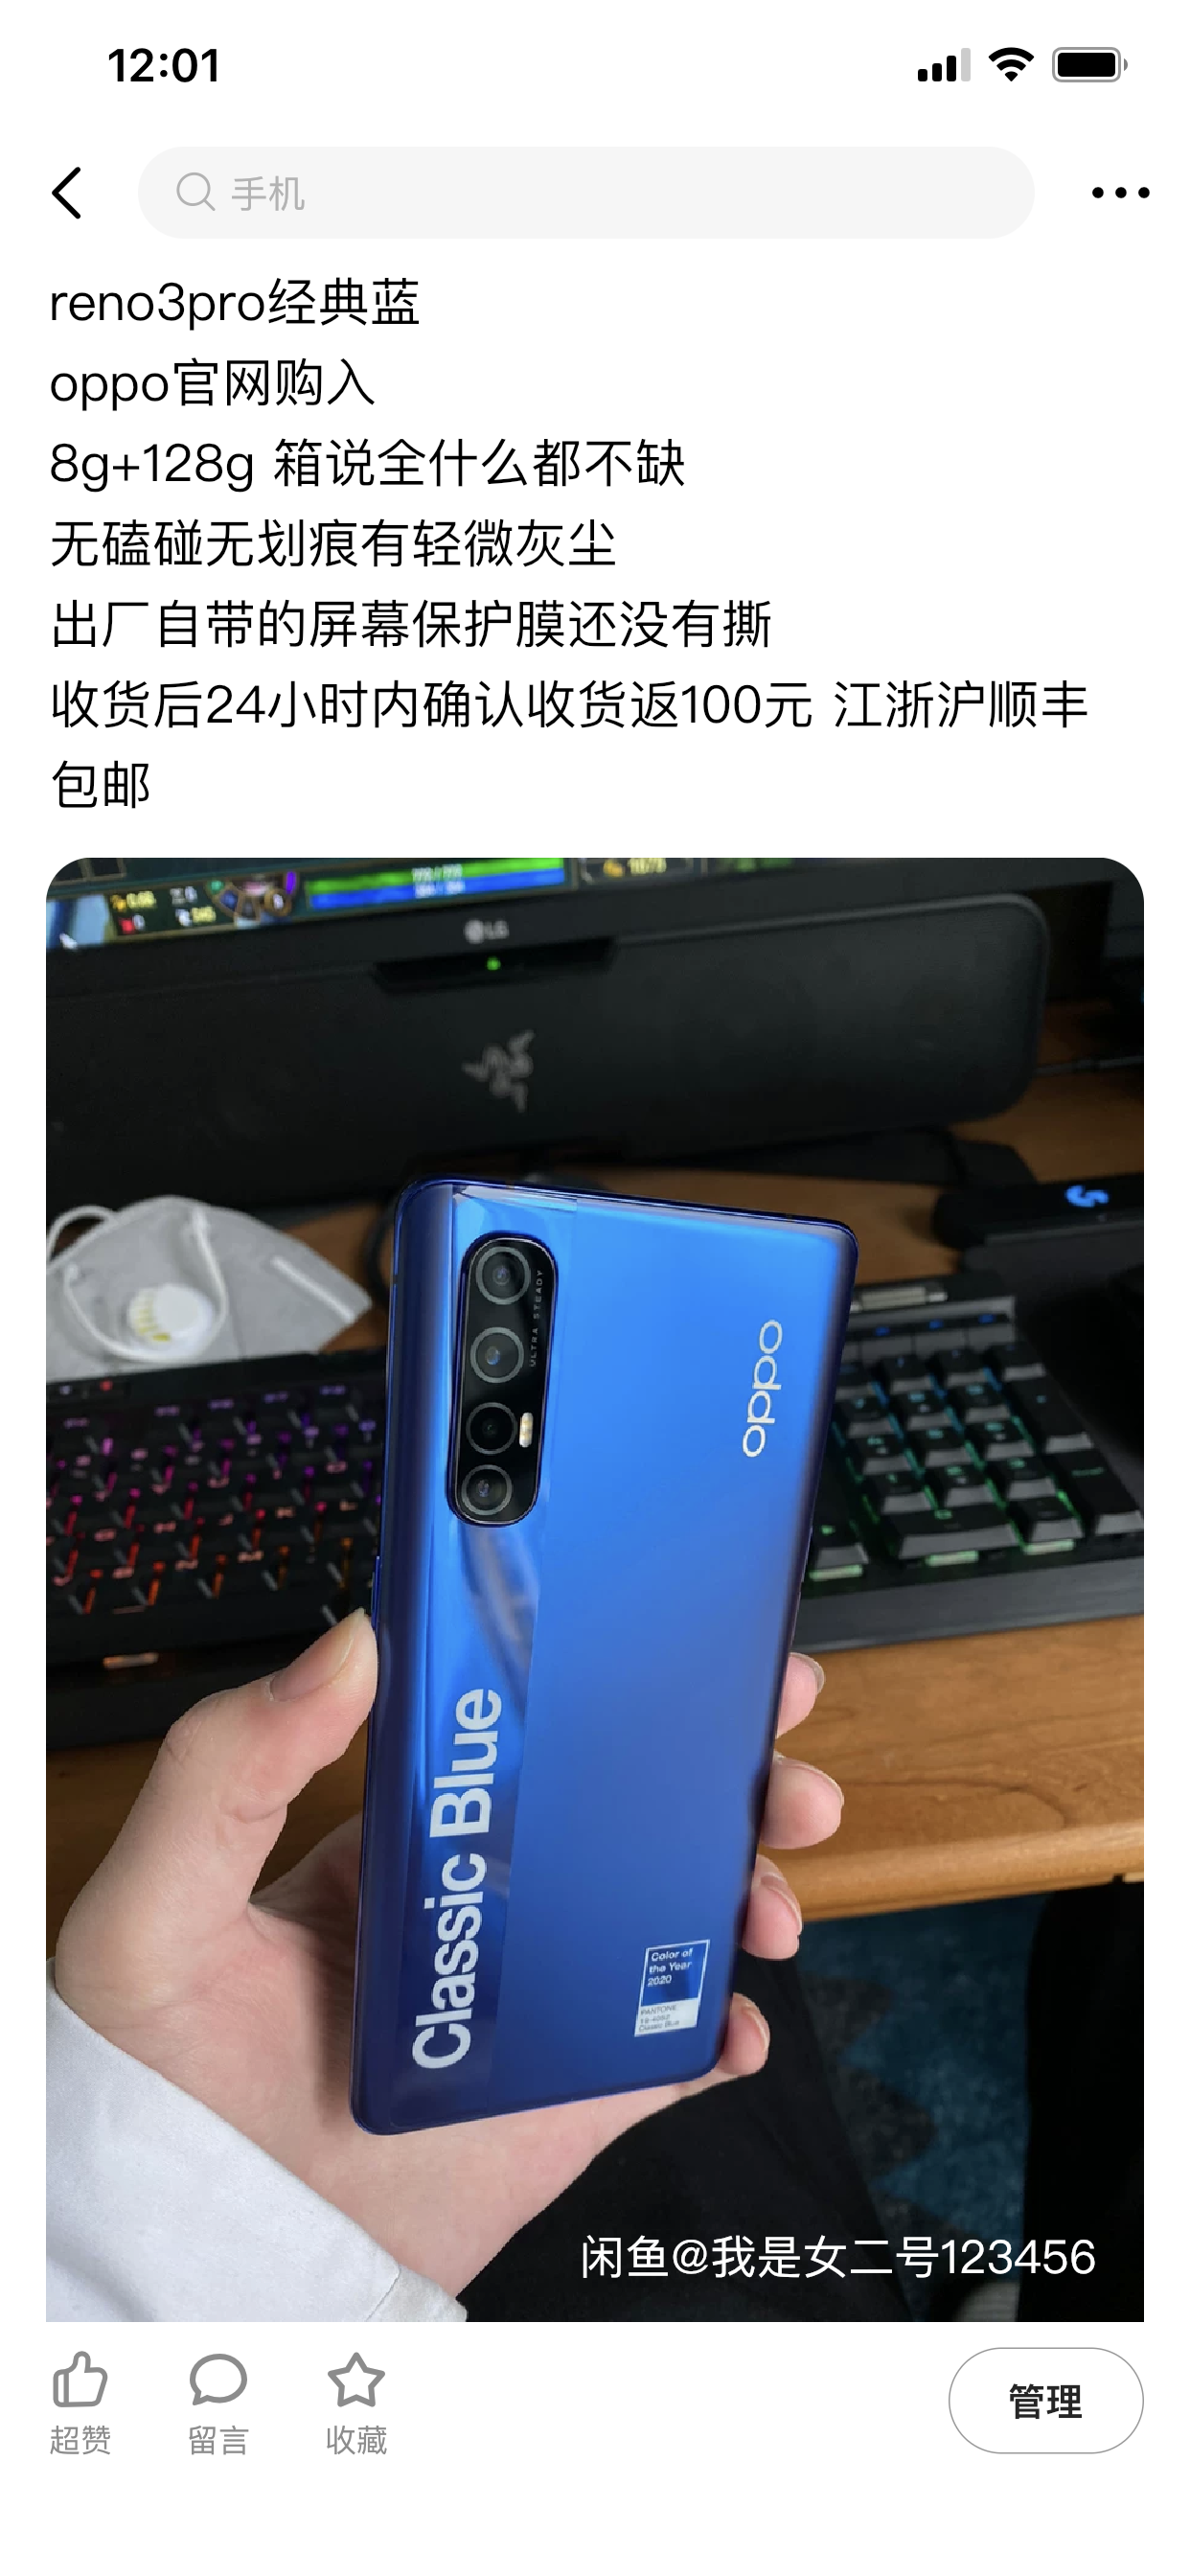 12:01
手机
reno3pro经典蓝
oppo官网购入
8g+128g 箱说全什么都不缺
无磕碰无划痕有轻微灰尘
出厂自带的屏幕保护膜还没有撕
收货后24小时内确认收货返100元 江浙沪顺丰
包邮
LG
ULTRA STEADY
oppo
Classic Blue
Color of
the Year
2020
PANTONE
Classic Blue
闲鱼@我是女二号123456
超赞
留言
收藏
管理